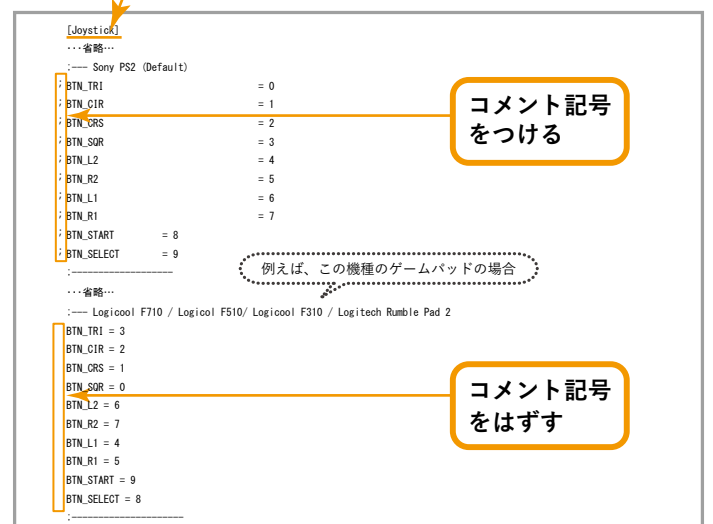 [Joystick]
…省略…
;--- Sony PS2 (Default)
; BTN_TRI = 0
; BTN_CIR = 1
; BTN_CRS = 2
; BTN_SQR = 3
; BTN_L2 = 4
; BTN_R2 = 5
; BTN_L1 = 6
; BTN_R1 = 7
; BTN_START = 8
; BTN_SELECT = 9
;-------------------
コメント記号
をつける
例えば、この機種のゲームパッドの場合
…省略…
;--- Logicool F710 / Logicol F510/ Logicool F310 / Logitech Rumble Pad 2
BTN_TRI = 3
BTN_CIR = 2
BTN_CRS = 1
BTN_SQR = 0
BTN_L2 = 6
BTN_R2 = 7
BTN_L1 = 4
BTN_R1 = 5
BTN_START = 9
BTN_SELECT = 8
;---------------------
コメント記号
をはずす